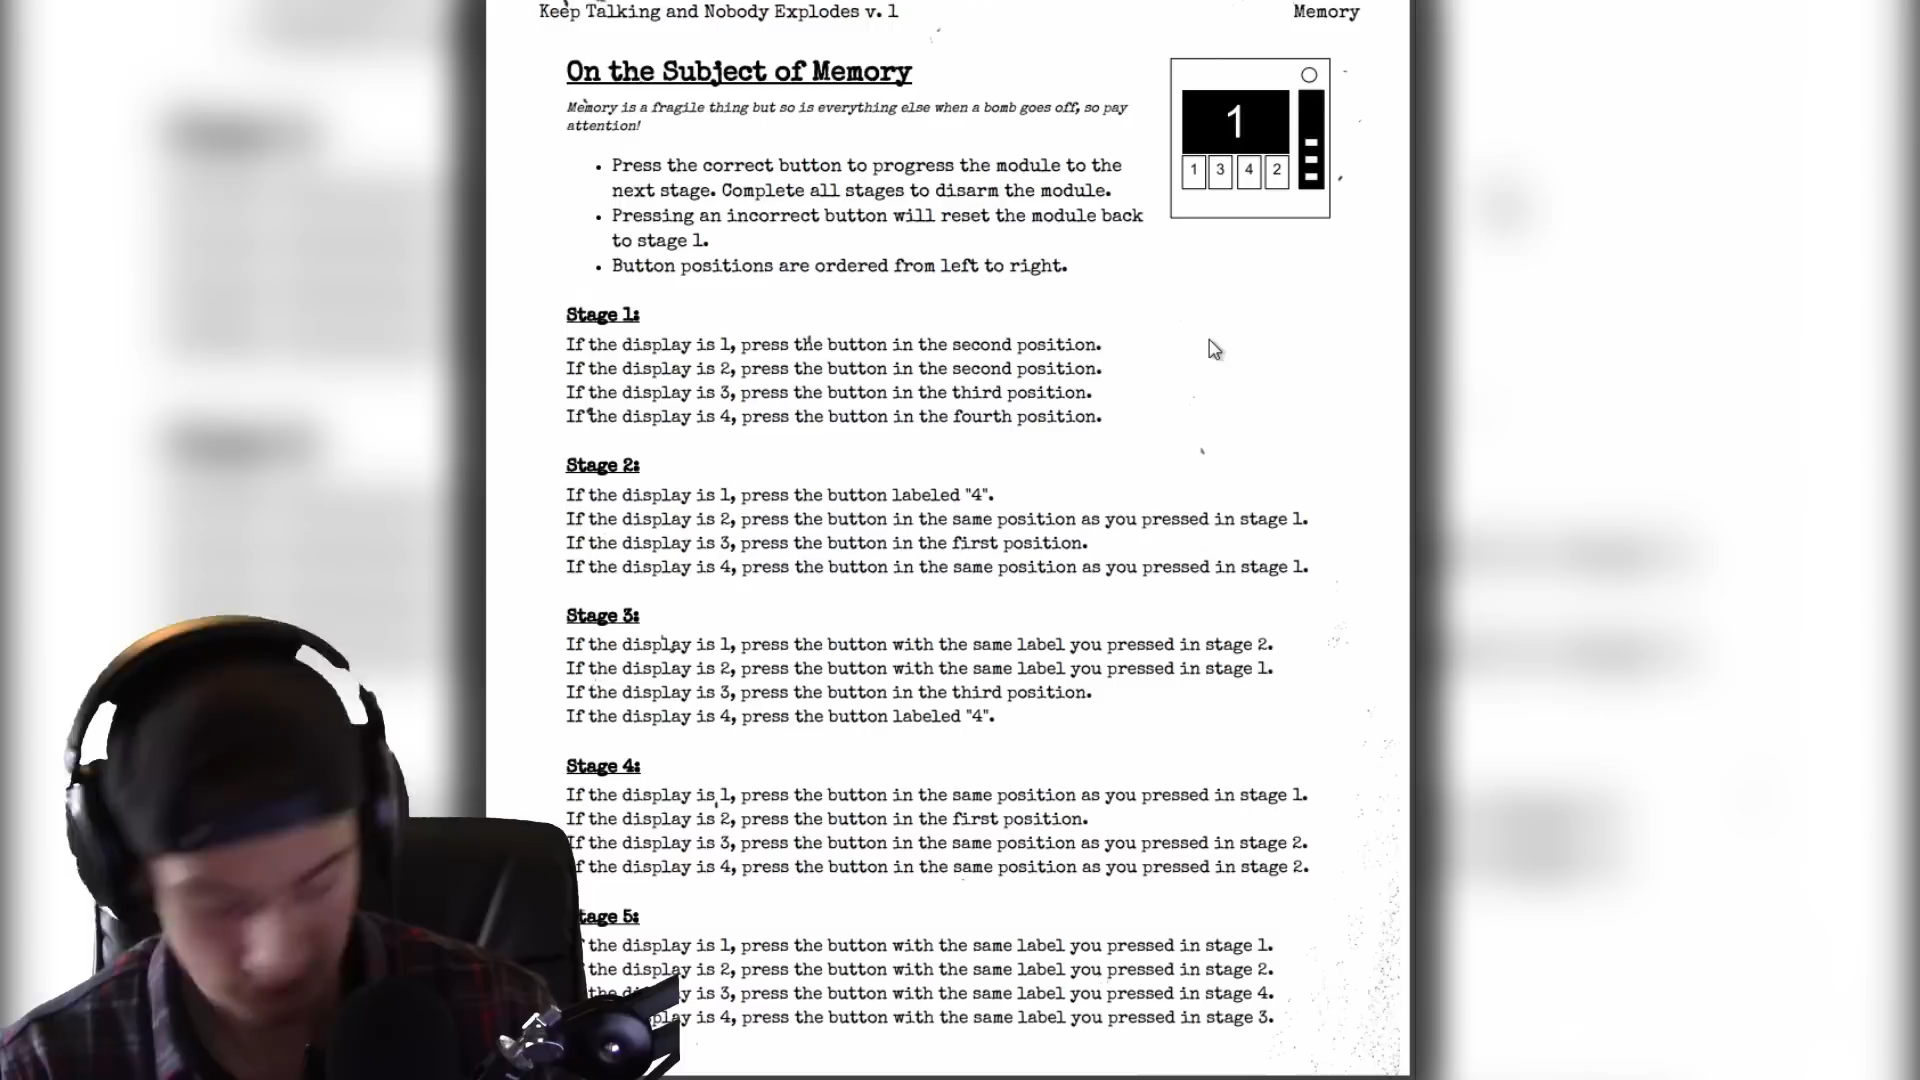 Keep Talking and Nobody Explodes v. 1
Memory
On the Subject of Memory
Memory is a fragile thing but so is everything else when a bomb goes off, so pay
attention!
1
1 3 4 2
• Press the correct button to progress the module to the
next stage. Complete all stages to disarm the module.
• Pressing an incorrect button will reset the module back
to stage 1.
• Button positions are ordered from left to right.
Stage 1:
If the display is 1, press the button in the second position.
If the display is 2, press the button in the second position.
If the display is 3, press the button in the third position.
If the display is 4, press the button in the fourth position.
Stage 2:
If the display is 1, press the button labeled "4".
If the display is 2, press the button in the same position as you pressed in stage 1.
If the display is 3, press the button in the first position.
If the display is 4, press the button in the same position as you pressed in stage 1.
Stage 3:
If the display is 1, press the button with the same label you pressed in stage 2.
If the display is 2, press the button with the same label you pressed in stage 1.
If the display is 3, press the button in the third position.
If the display is 4, press the button labeled "4".
Stage 4:
If the display is 1, press the button in the same position as you pressed in stage 1.
If the display is 2, press the button in the first position.
If the display is 3, press the button in the same position as you pressed in stage 2.
If the display is 4, press the button in the same position as you pressed in stage 2.
Stage 5:
the display is 1, press the button with the same label you pressed in stage 1.
the display is 2, press the button with the same label you pressed in stage 2.
is 3, press the button with the same label you pressed in stage 4.
is 4, press the button with the same label you pressed in stage 3.